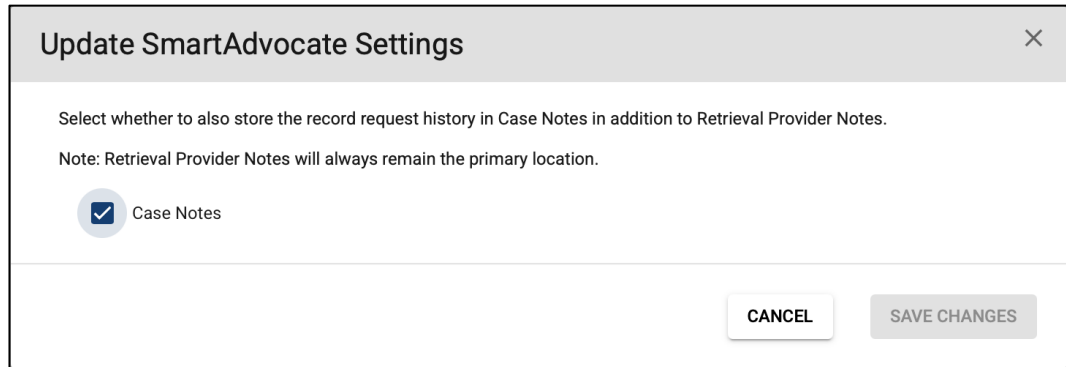 Update SmartAdvocate Settings
Select whether to also store the record request history in Case Notes in addition to Retrieval Provider Notes.
Note: Retrieval Provider Notes will always remain the primary location.
Case Notes
CANCEL SAVE CHANGES